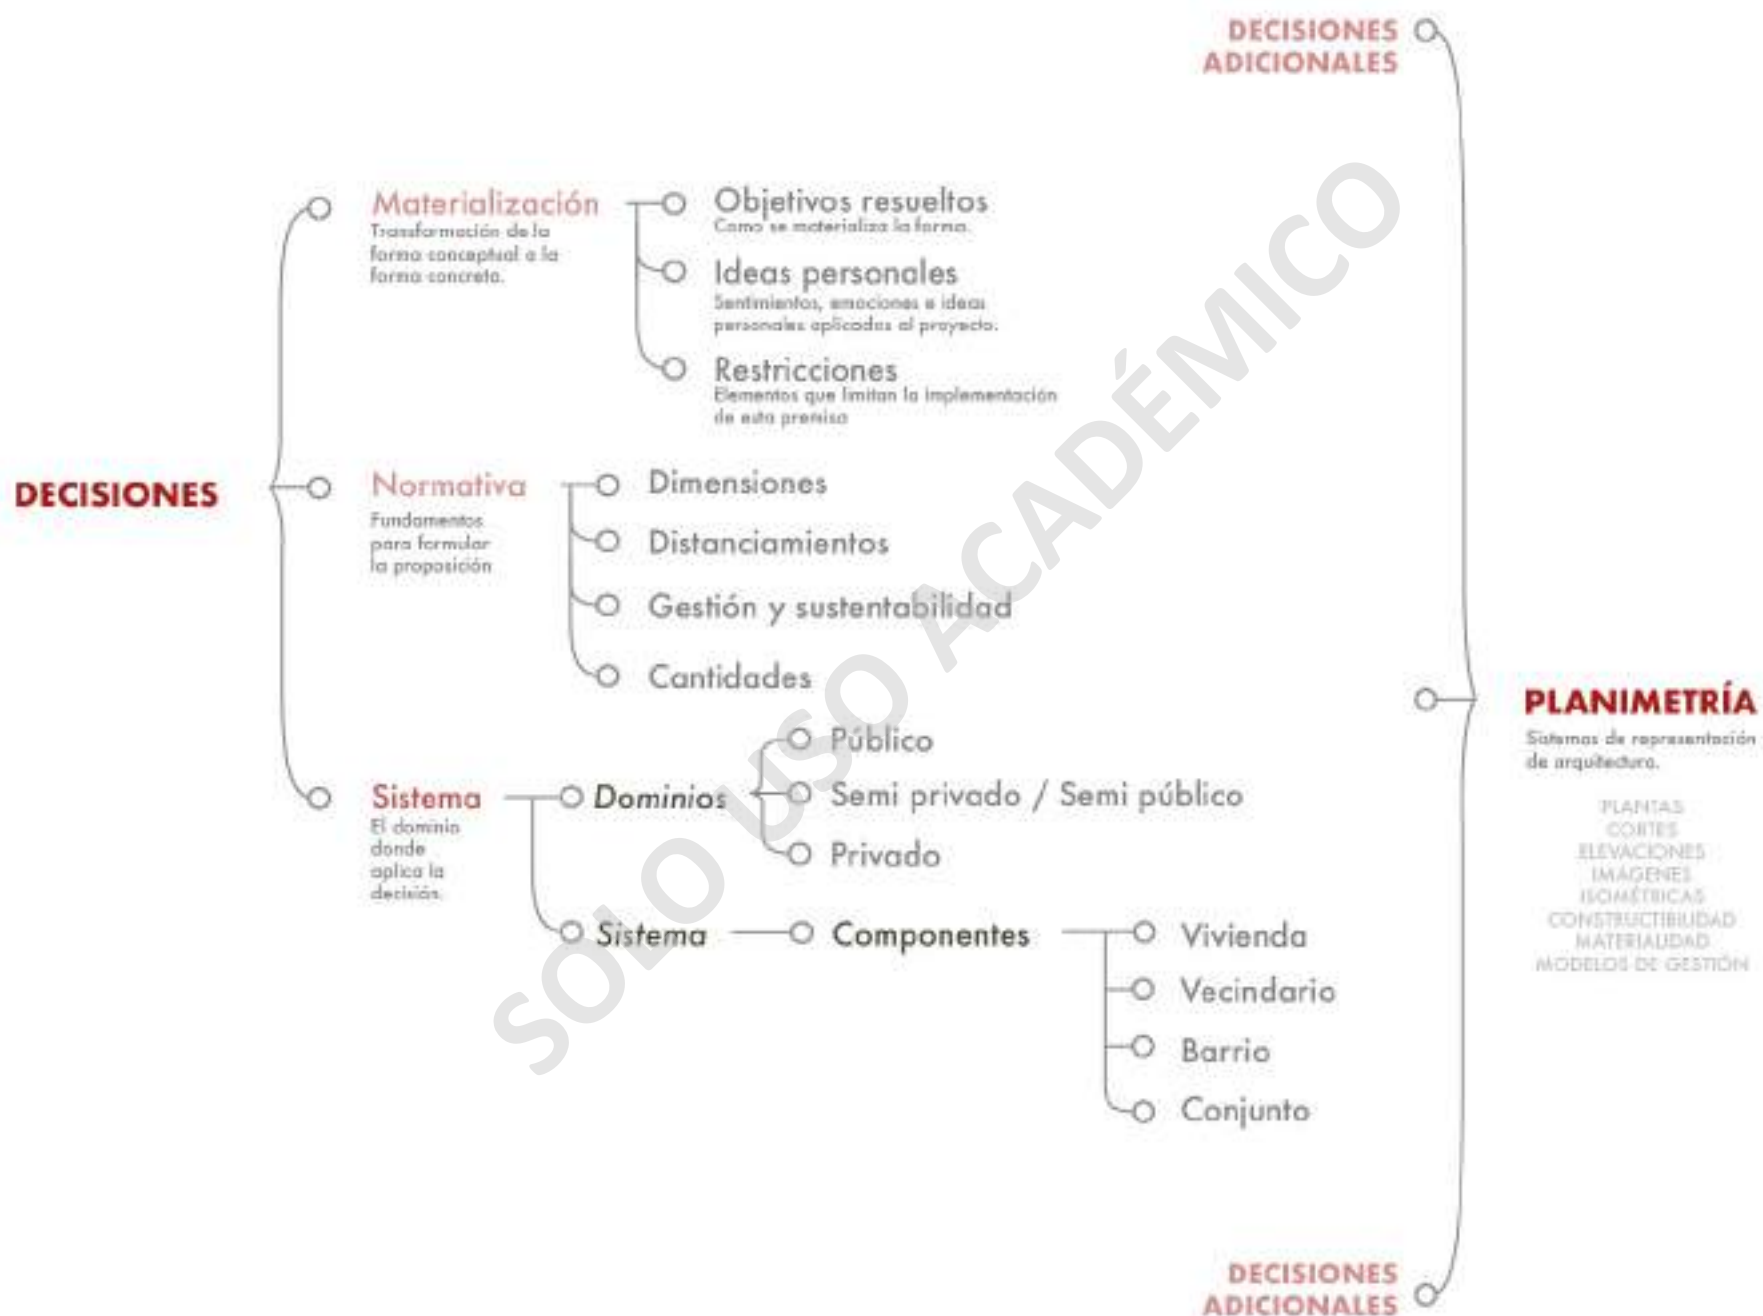 DECISIONES
ADICIONALES
Materialización
Transformación de la
forma conceptual a la
forma concreta.
Objetivos resueltos
Como se materializa la forma.
Ideas personales
Sentimientos, emociones e ideas
personales aplicadas al proyecto.
Restricciones
Elementos que limitan la implementación
de esta premisa
DECISIONES
Normativa
Fundamentos
para formular
la proposición
Dimensiones
Distanciamientos
Gestión y sustentabilidad
Cantidades
Sistema
El dominio
donde
aplica la
decisión.
Dominios
Público
Semi privado / Semi público
Privado
Sistema
Componentes
Vivienda
Vecindario
Barrio
Conjunto
PLANIMETRÍA
Sistemas de representación
de arquitectura.
PLANTAS
CORTES
ELEVACIONES
IMÁGENES
ISOMÉTRICAS
CONSTRUCTIBILIDAD
MATERIALIDAD
MODELOS DE GESTIÓN
DECISIONES
ADICIONALES
SOLO USO ACADÉMICO